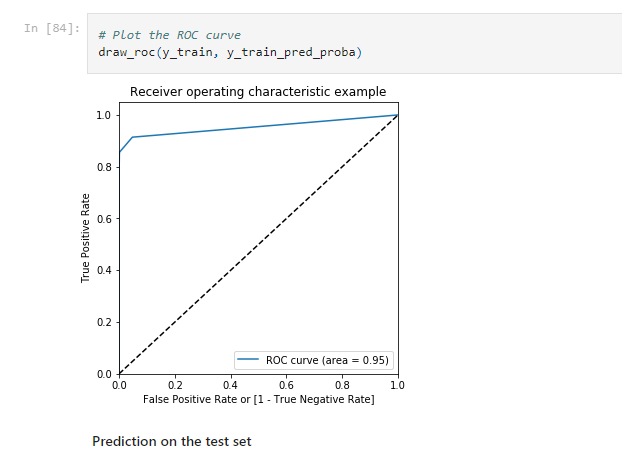 In [84]:
# Plot the ROC curve
draw_roc(y_train, y_train_pred_proba)
Receiver operating characteristic example
1.0
0.8
0.6
0.4
0.2
0.0
True Positive Rate
ROC curve (area = 0.95)
0.0 0.2 0.4 0.6 0.8 1.0
False Positive Rate or [1 - True Negative Rate]
Prediction on the test set